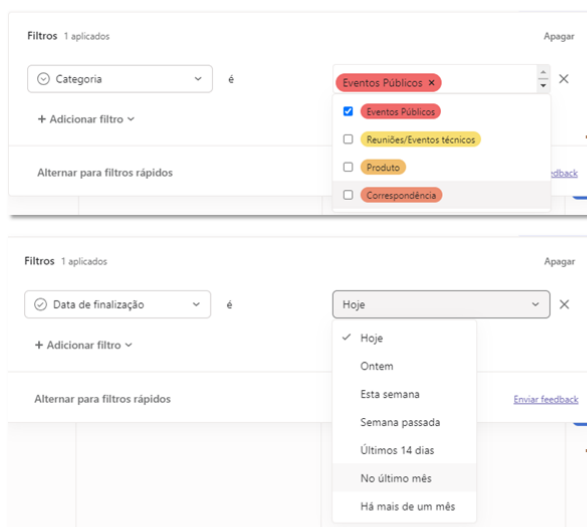 Filtros 1 aplicados Apagar
Categoria é Eventos Públicos ×
Eventos Públicos
+ Adicionar filtro
Reuniões/Eventos técnicos
Produto
Alternar para filtros rápidos edback
Correspondência
Filtros 1 aplicados Apagar
Data de finalização é Hoje
+ Adicionar filtro
Hoje
Ontem
Alternar para filtros rápidos Esta semana Enviar feedback
Semana passada
Últimos 14 dias
No último mês
Há mais de um mês